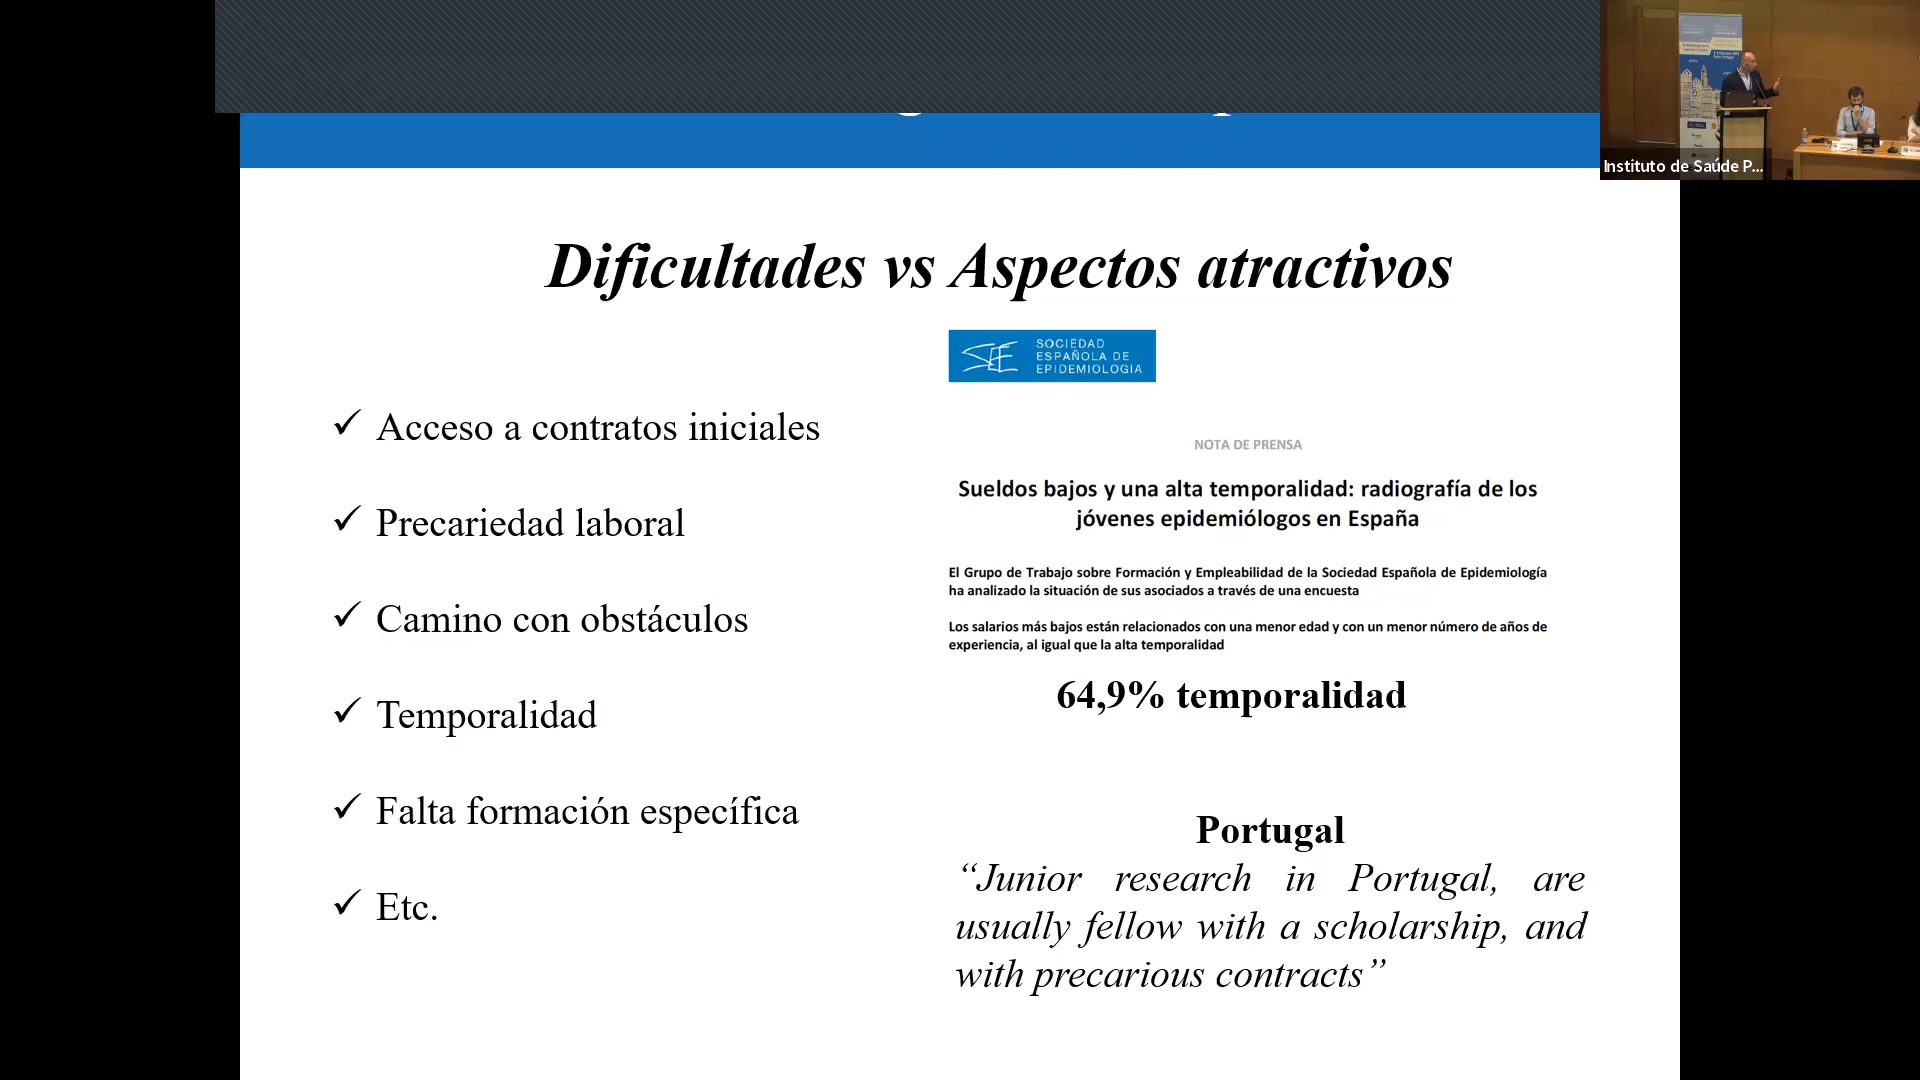 Dificultades vs Aspectos atractivos
SOCIEDAD
ESPAÑOLA DE
EPIDEMIOLOGIA
✓ Acceso a contratos iniciales
✓ Precariedad laboral
✓ Camino con obstáculos
✓ Temporalidad
✓ Falta formación específica
✓ Etc.
NOTA DE PRENSA
Sueldos bajos y una alta temporalidad: radiografía de los
jóvenes epidemiólogos en España
El Grupo de Trabajo sobre Formación y Empleabilidad de la Sociedad Española de Epidemiología
ha analizado la situación de sus asociados a través de una encuesta
Los salarios más bajos están relacionados con una menor edad y con un menor número de años de
experiencia, al igual que la alta temporalidad
64,9% temporalidad
Portugal
“Junior research in Portugal, are
usually fellow with a scholarship, and
with precarious contracts”
Instituto de Saúde P...